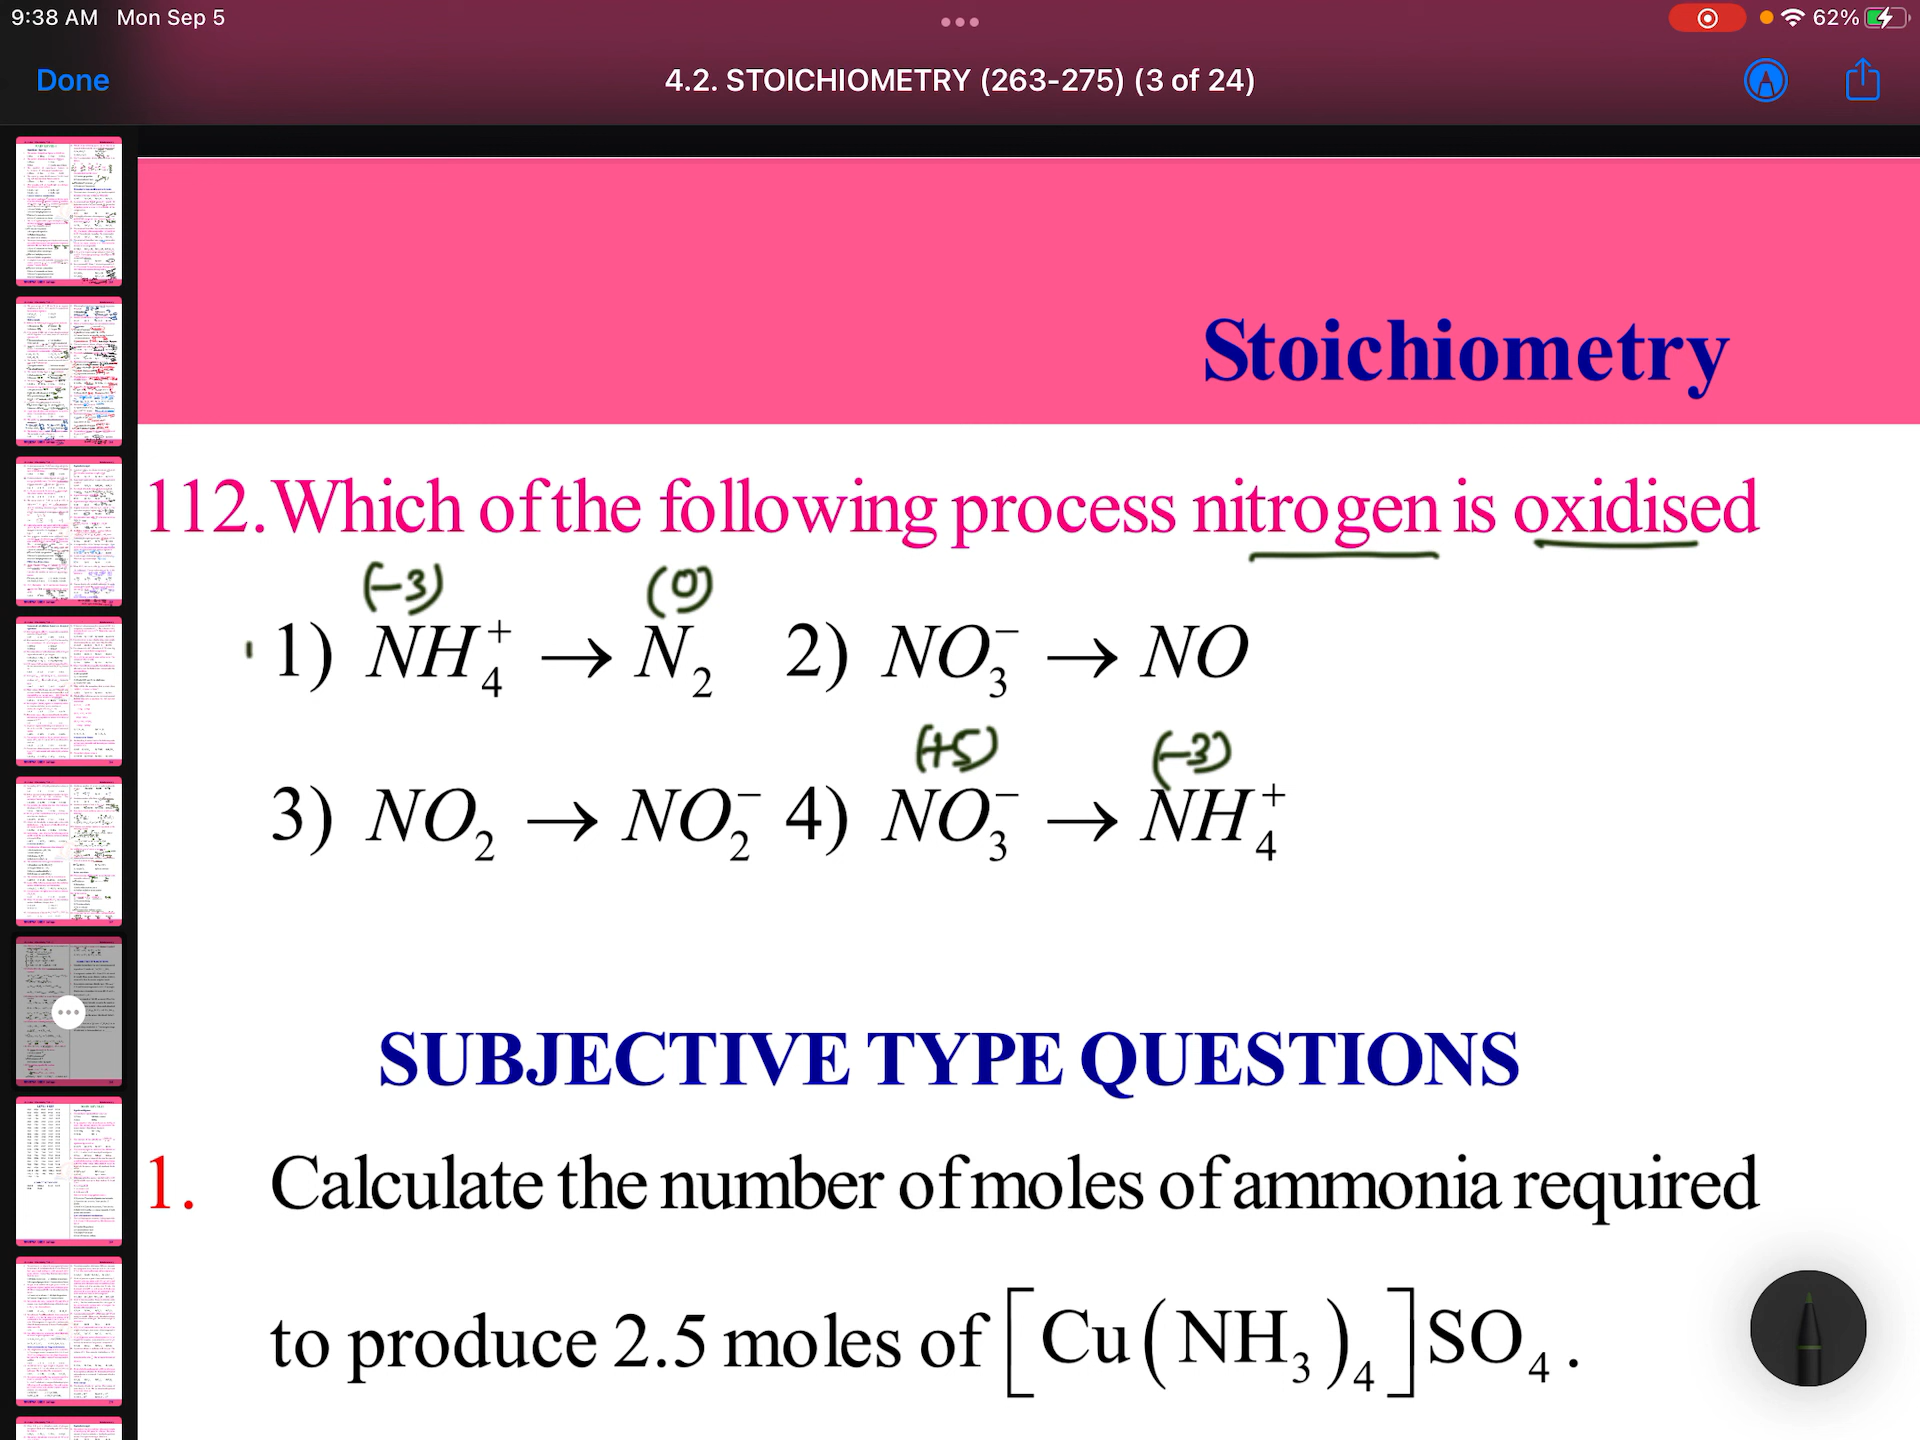 9:38 AM Mon Sep 5
62%
Done
4.2. STOICHIOMETRY (263-275) (3 of 24)
Stoichiometry
112. Which of the following process nitrogen is oxidised
(-3) (0)
1) NH₄⁺ → N₂ 2) NO₃⁻ → NO
(+5) (-3)
3) NO₂ → NO₂⁻ 4) NO₃⁻ → NH₄⁺
SUBJECTIVE TYPE QUESTIONS
1. Calculate the number of moles of ammonia required
to produce 2.5 moles of [Cu(NH₃)₄]SO₄.